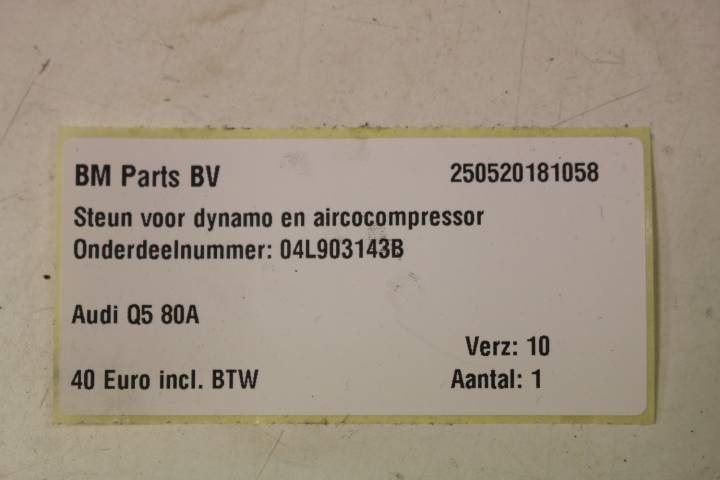 BM Parts BV 250520181058
Steun voor dynamo en aircocompressor
Onderdeelnummer: 04L903143B
Audi Q5 80A
Verz: 10
40 Euro incl. BTW Aantal: 1